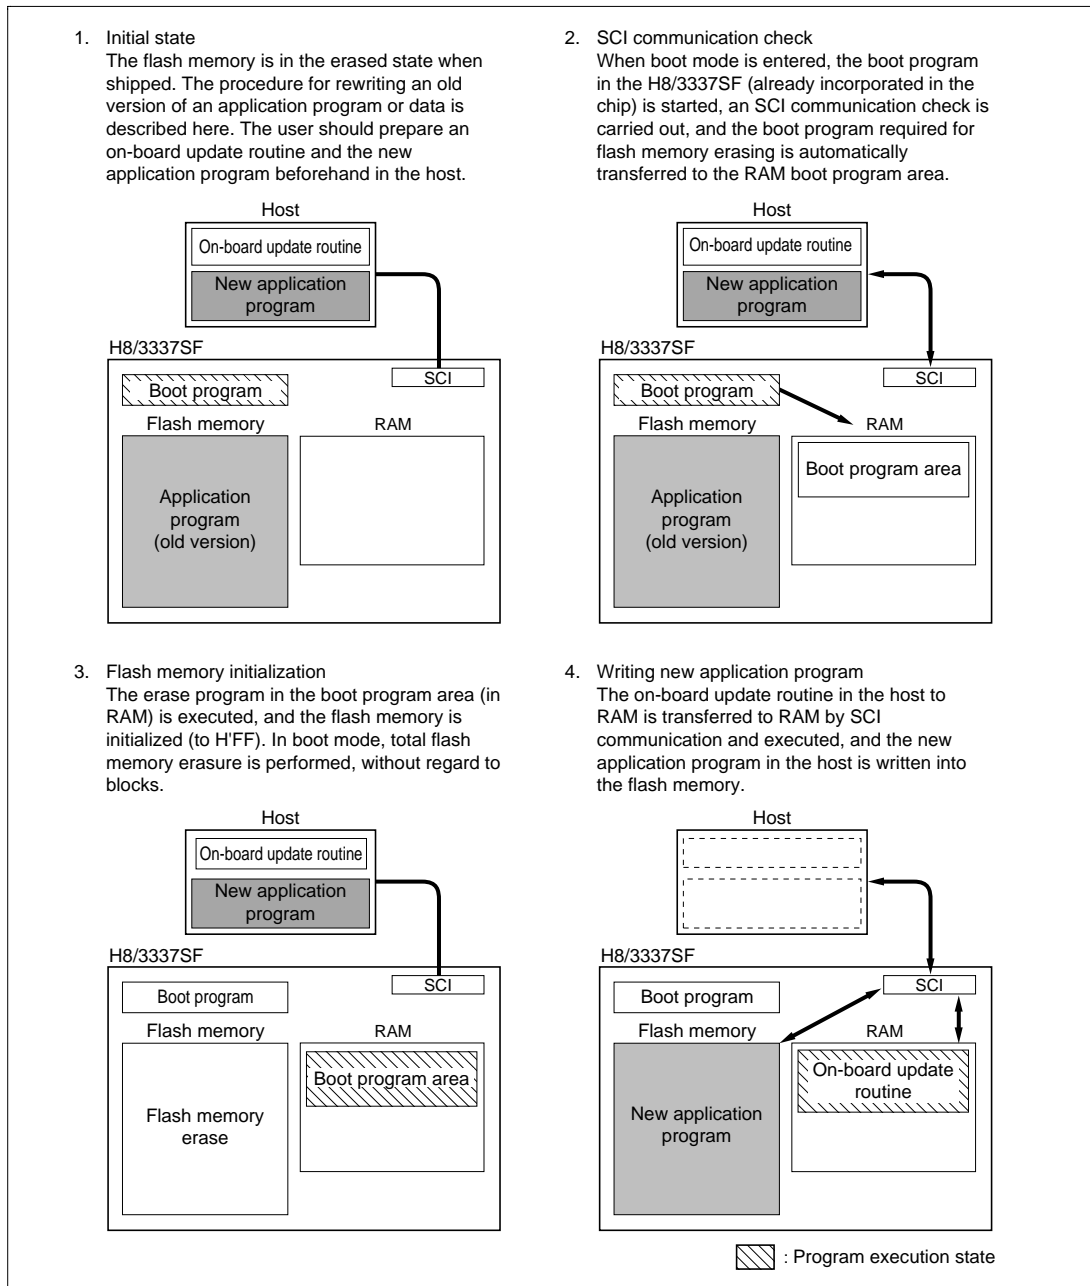 1. Initial state
The flash memory is in the erased state when
shipped. The procedure for rewriting an old
version of an application program or data is
described here. The user should prepare an
on-board update routine and the new
application program beforehand in the host.
Host
On-board update routine
New application
program
H8/3337SF
SCI
Boot program
Flash memory
RAM
Application
program
(old version)
2. SCI communication check
When boot mode is entered, the boot program
in the H8/3337SF (already incorporated in the
chip) is started, an SCI communication check is
carried out, and the boot program required for
flash memory erasing is automatically
transferred to the RAM boot program area.
Host
On-board update routine
New application
program
H8/3337SF
SCI
Boot program
Flash memory
RAM
Boot program area
Application
program
(old version)
3. Flash memory initialization
The erase program in the boot program area (in
RAM) is executed, and the flash memory is
initialized (to H'FF). In boot mode, total flash
memory erasure is performed, without regard to
blocks.
Host
On-board update routine
New application
program
H8/3337SF
SCI
Boot program
Flash memory
RAM
Boot program area
Flash memory
erase
4. Writing new application program
The on-board update routine in the host to
RAM is transferred to RAM by SCI
communication and executed, and the new
application program in the host is written into
the flash memory.
Host
H8/3337SF
SCI
Boot program
Flash memory
RAM
On-board update
routine
New application
program
: Program execution state